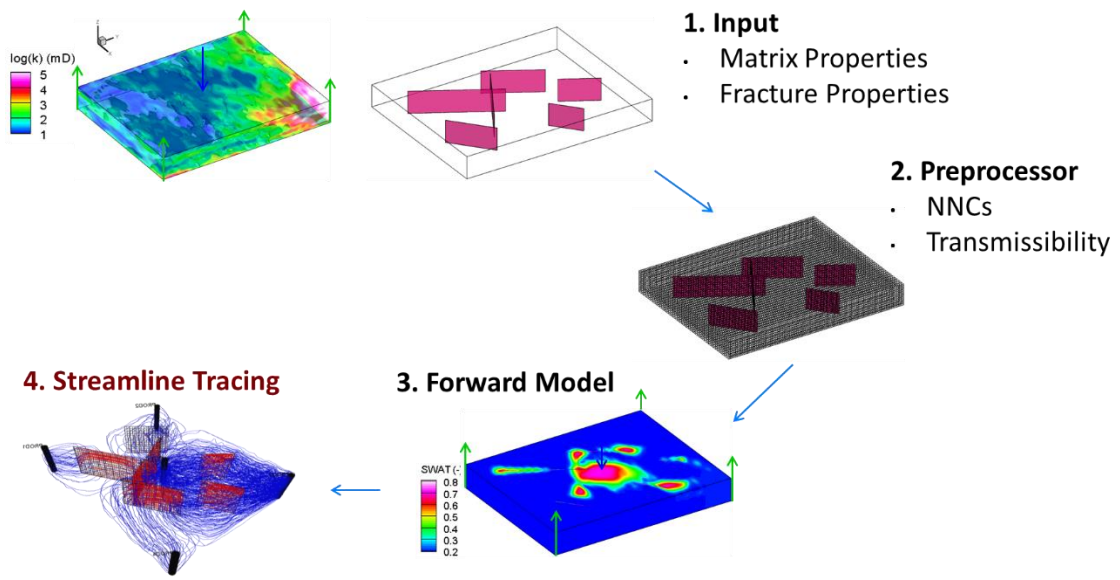 1. Input
• Matrix Properties
• Fracture Properties
log(k) (mD)
5
4
3
2
1
2. Preprocessor
• NNCs
• Transmissibility
4. Streamline Tracing
3. Forward Model
SWAT (-
0.8
0.7
0.6
0.5
0.4
0.3
0.2